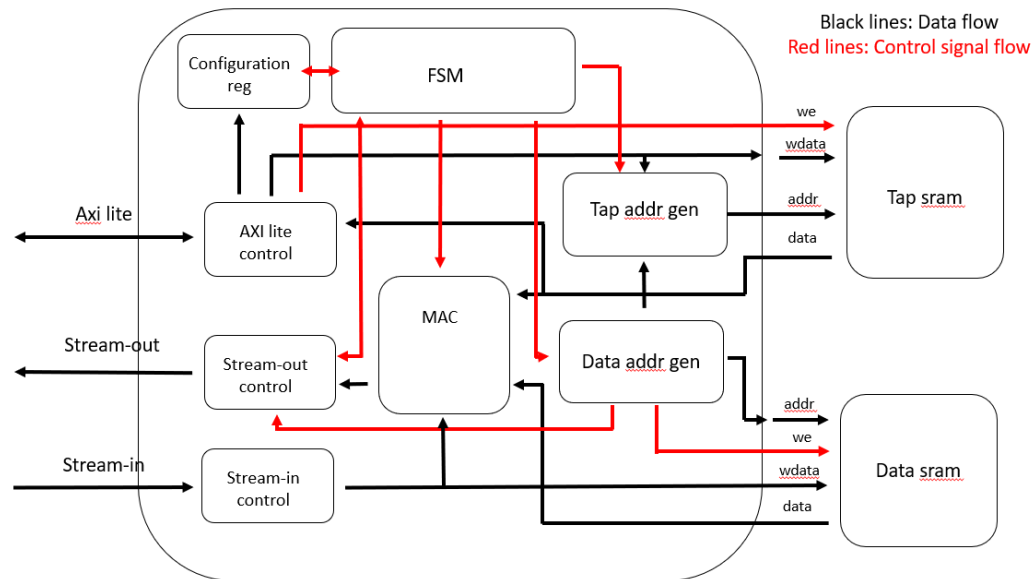 Black lines: Data flow
Red lines: Control signal flow
Configuration
reg
FSM
we
wdata
Tap addr gen
addr
Tap sram
data
Axi lite
AXI lite
control
MAC
Stream-out
Stream-out
control
Data addr gen
addr
we
Stream-in
Stream-in
control
wdata
Data sram
data